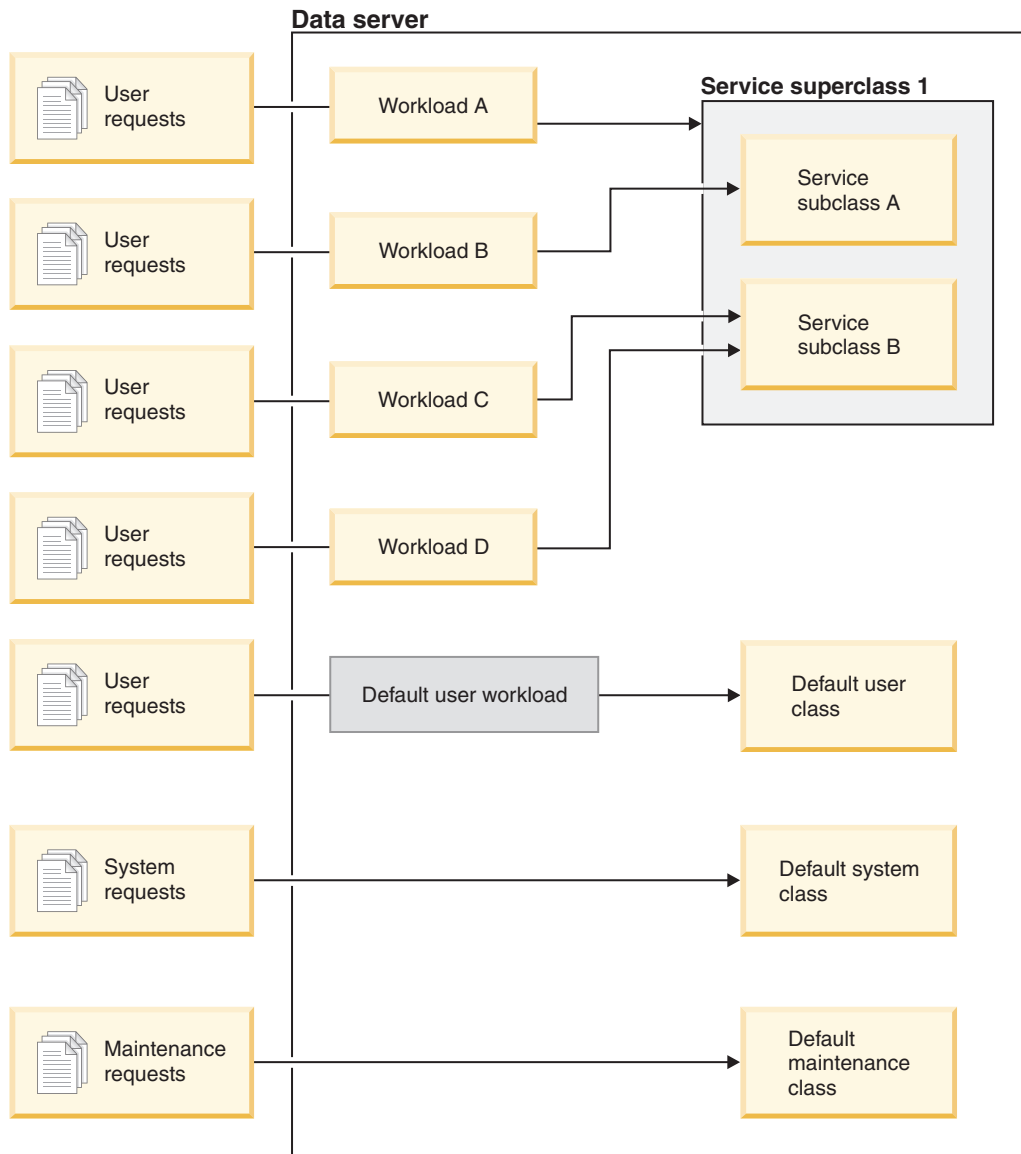 Data server
User
requests
Workload A
Service superclass 1
Service
subclass A
User
requests
Workload B
Service
subclass B
User
requests
Workload C
User
requests
Workload D
User
requests
Default user workload
Default user
class
System
requests
Default system
class
Maintenance
requests
Default
maintenance
class